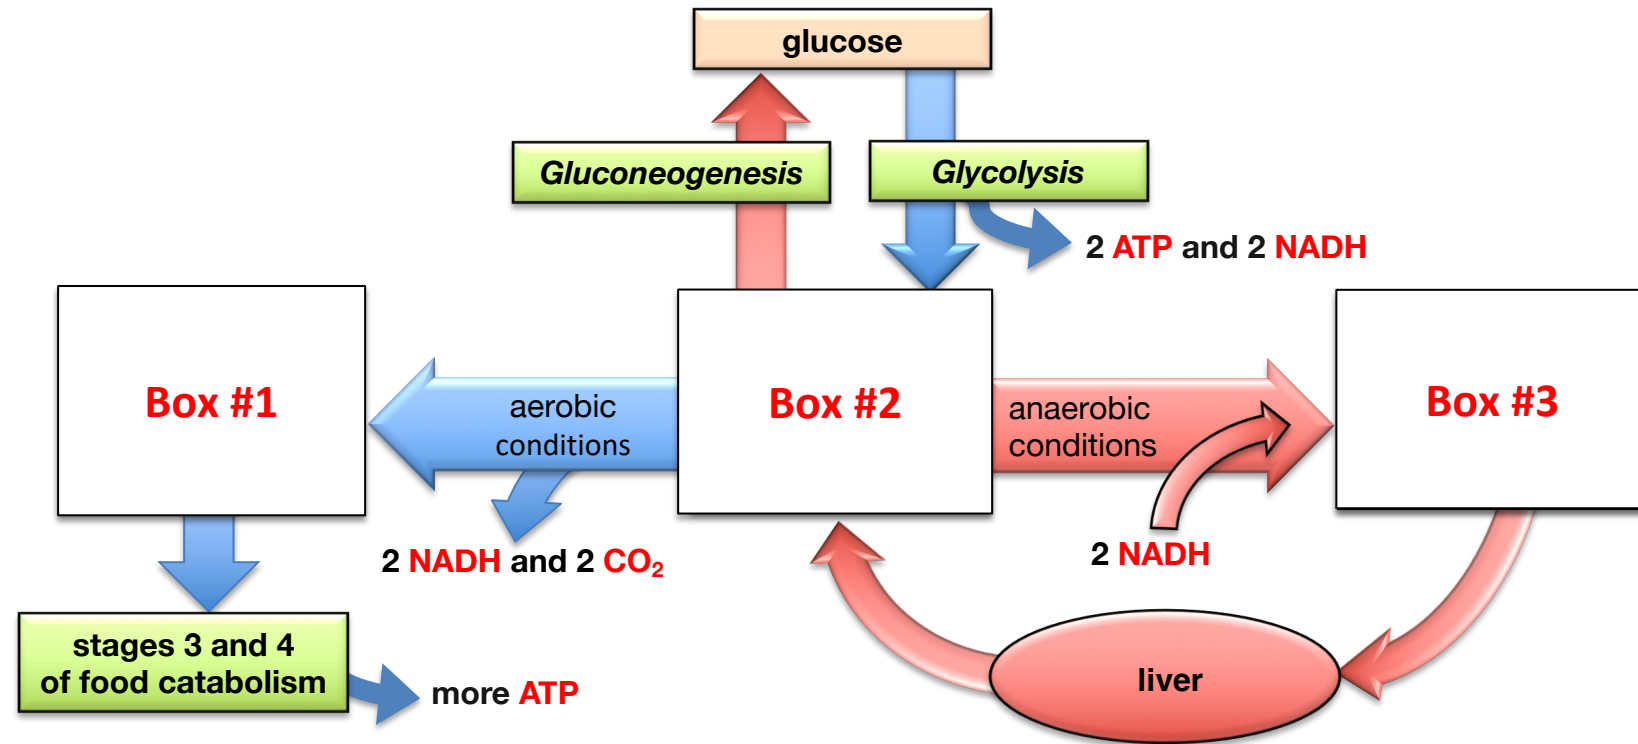 glucose
Gluconeogenesis
Glycolysis
2 ATP and 2 NADH
Box #1
aerobic
conditions
Box #2
anaerobic
conditions
Box #3
2 NADH and 2 CO₂
2 NADH
stages 3 and 4
of food catabolism
more ATP
liver